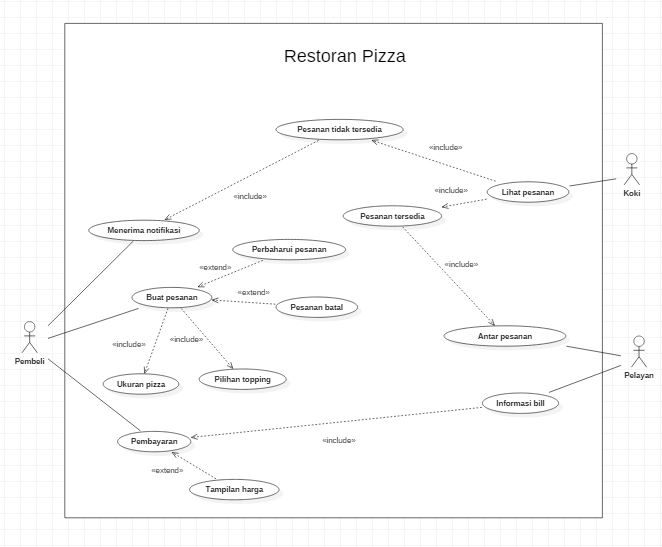 Restoran Pizza
Pesanan tidak tersedia
«include»
Koki
Lihat pesanan
«include»
«include»
Pesanan tersedia
Menerima notifikasi
Perbaharui pesanan
«extend»
«include»
Buat pesanan
«extend»
Pesanan batal
Pembeli
«include»
«include»
Antar pesanan
Pelayan
Ukuran pizza
Pilihan topping
Informasi bill
Pembayaran
«include»
«extend»
Tampilan harga